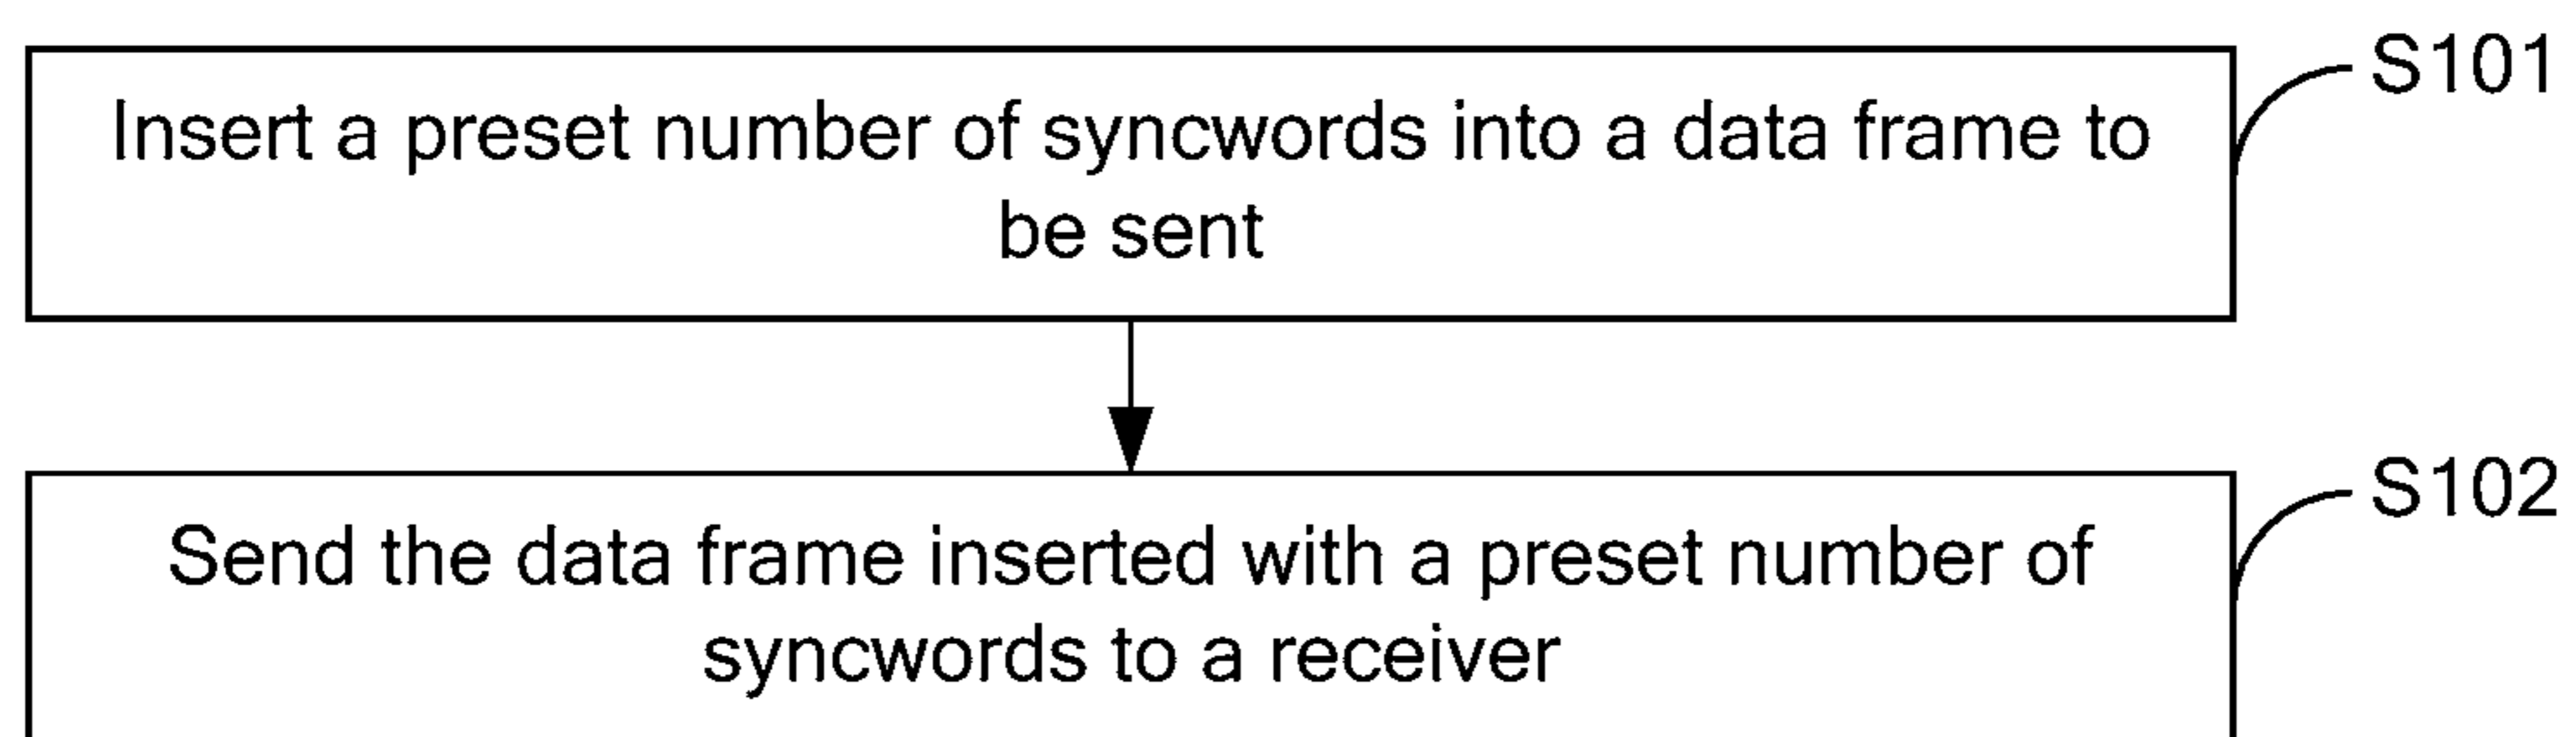 S101
Insert a preset number of syncwords into a data frame to
be sent
S102
Send the data frame inserted with a preset number of
syncwords to a receiver